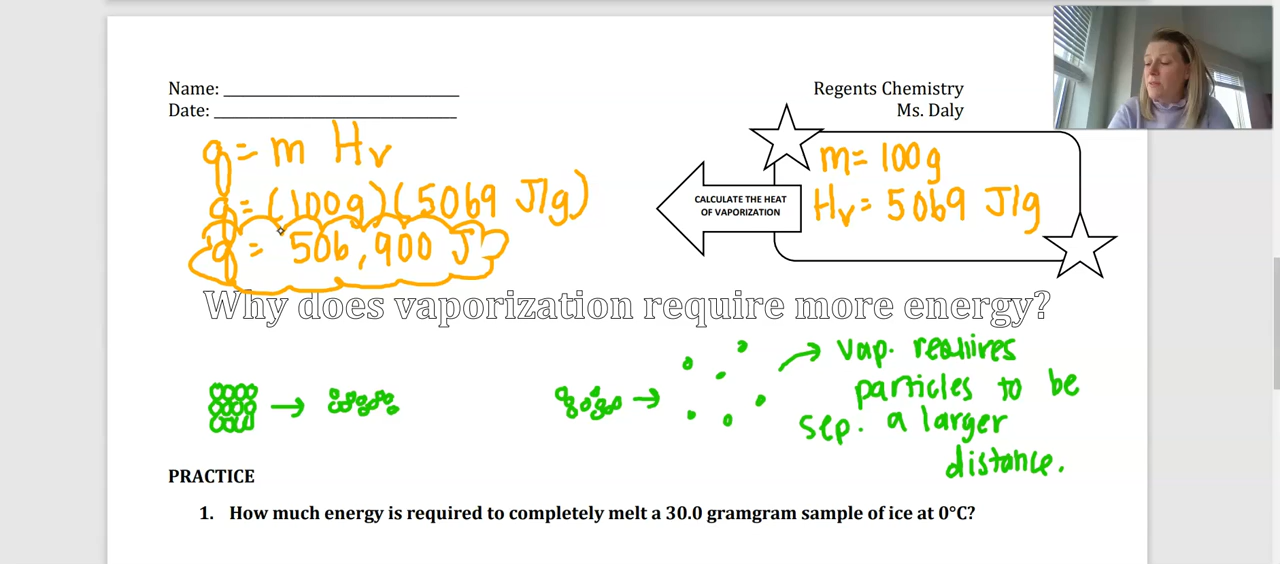 Name: ____________________________
Regents Chemistry
Date: _____________________________
Ms. Daly
q = m Hv
q = (100g)(5069 J/g)
q = 506,900 J
CALCULATE THE HEAT
OF VAPORIZATION
m = 100g
Hv = 5069 J/g
Why does vaporization require more energy?
vap. requires
particles to be
sep. a larger
distance.
PRACTICE
1. How much energy is required to completely melt a 30.0 gramgram sample of ice at 0°C?